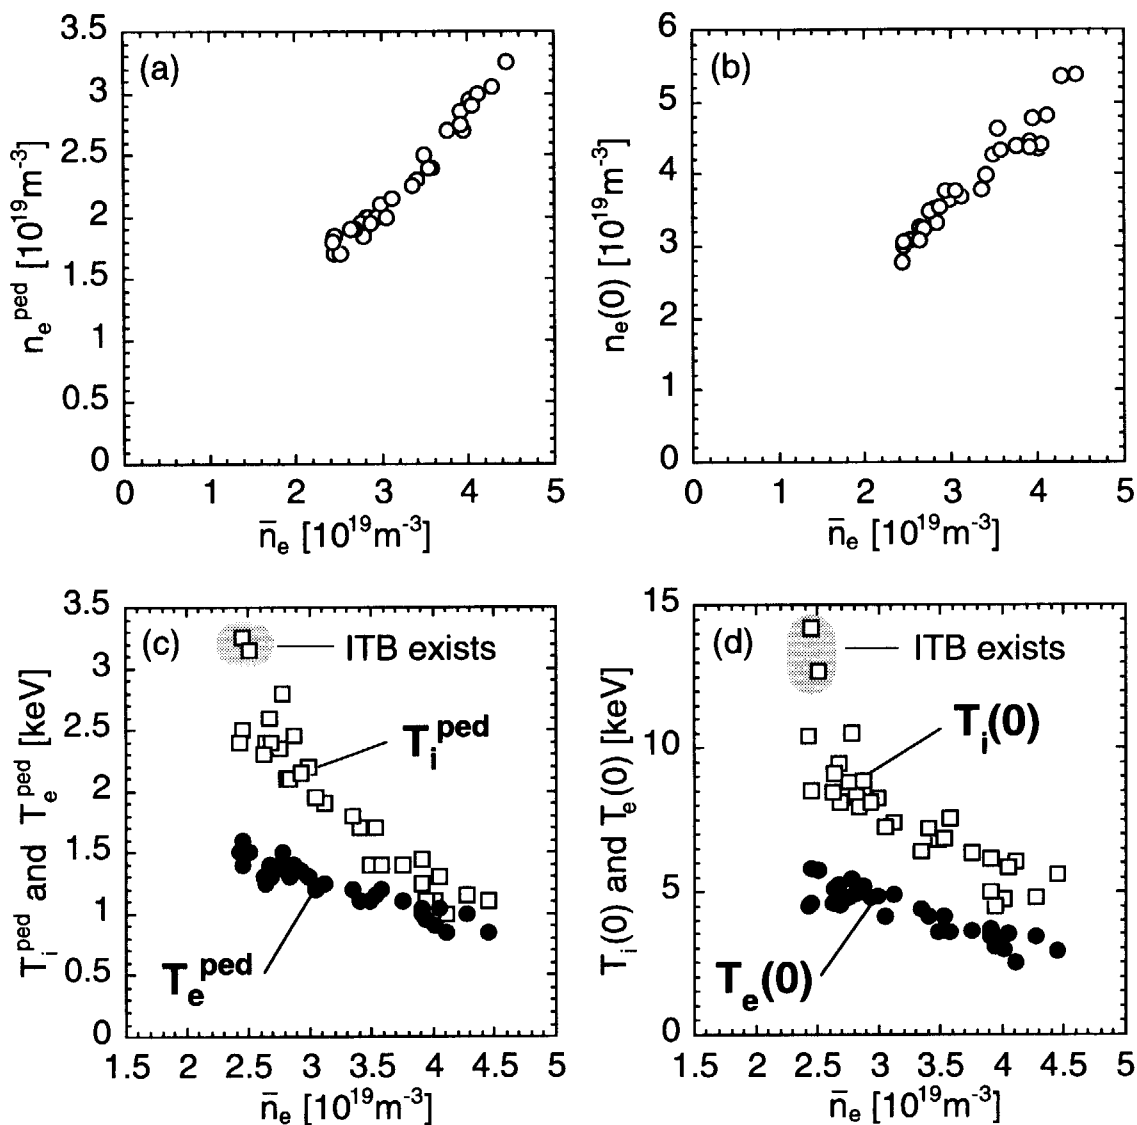 (a)
n_e^ped [10^19m^-3]
3.5
3
2.5
2
1.5
1
0.5
0
0 1 2 3 4 5
n̄_e [10^19m^-3]
(b)
n_e(0) [10^19m^-3]
6
5
4
3
2
1
0
0 1 2 3 4 5
n̄_e [10^19m^-3]
(c)
ITB exists
T_i^ped
T_e^ped
T_i^ped and T_e^ped [keV]
3.5
3
2.5
2
1.5
1
0.5
0
1.5 2 2.5 3 3.5 4 4.5 5
n̄_e [10^19m^-3]
(d)
ITB exists
T_i(0)
T_e(0)
T_i(0) and T_e(0) [keV]
15
10
5
0
1.5 2 2.5 3 3.5 4 4.5 5
n̄_e [10^19m^-3]